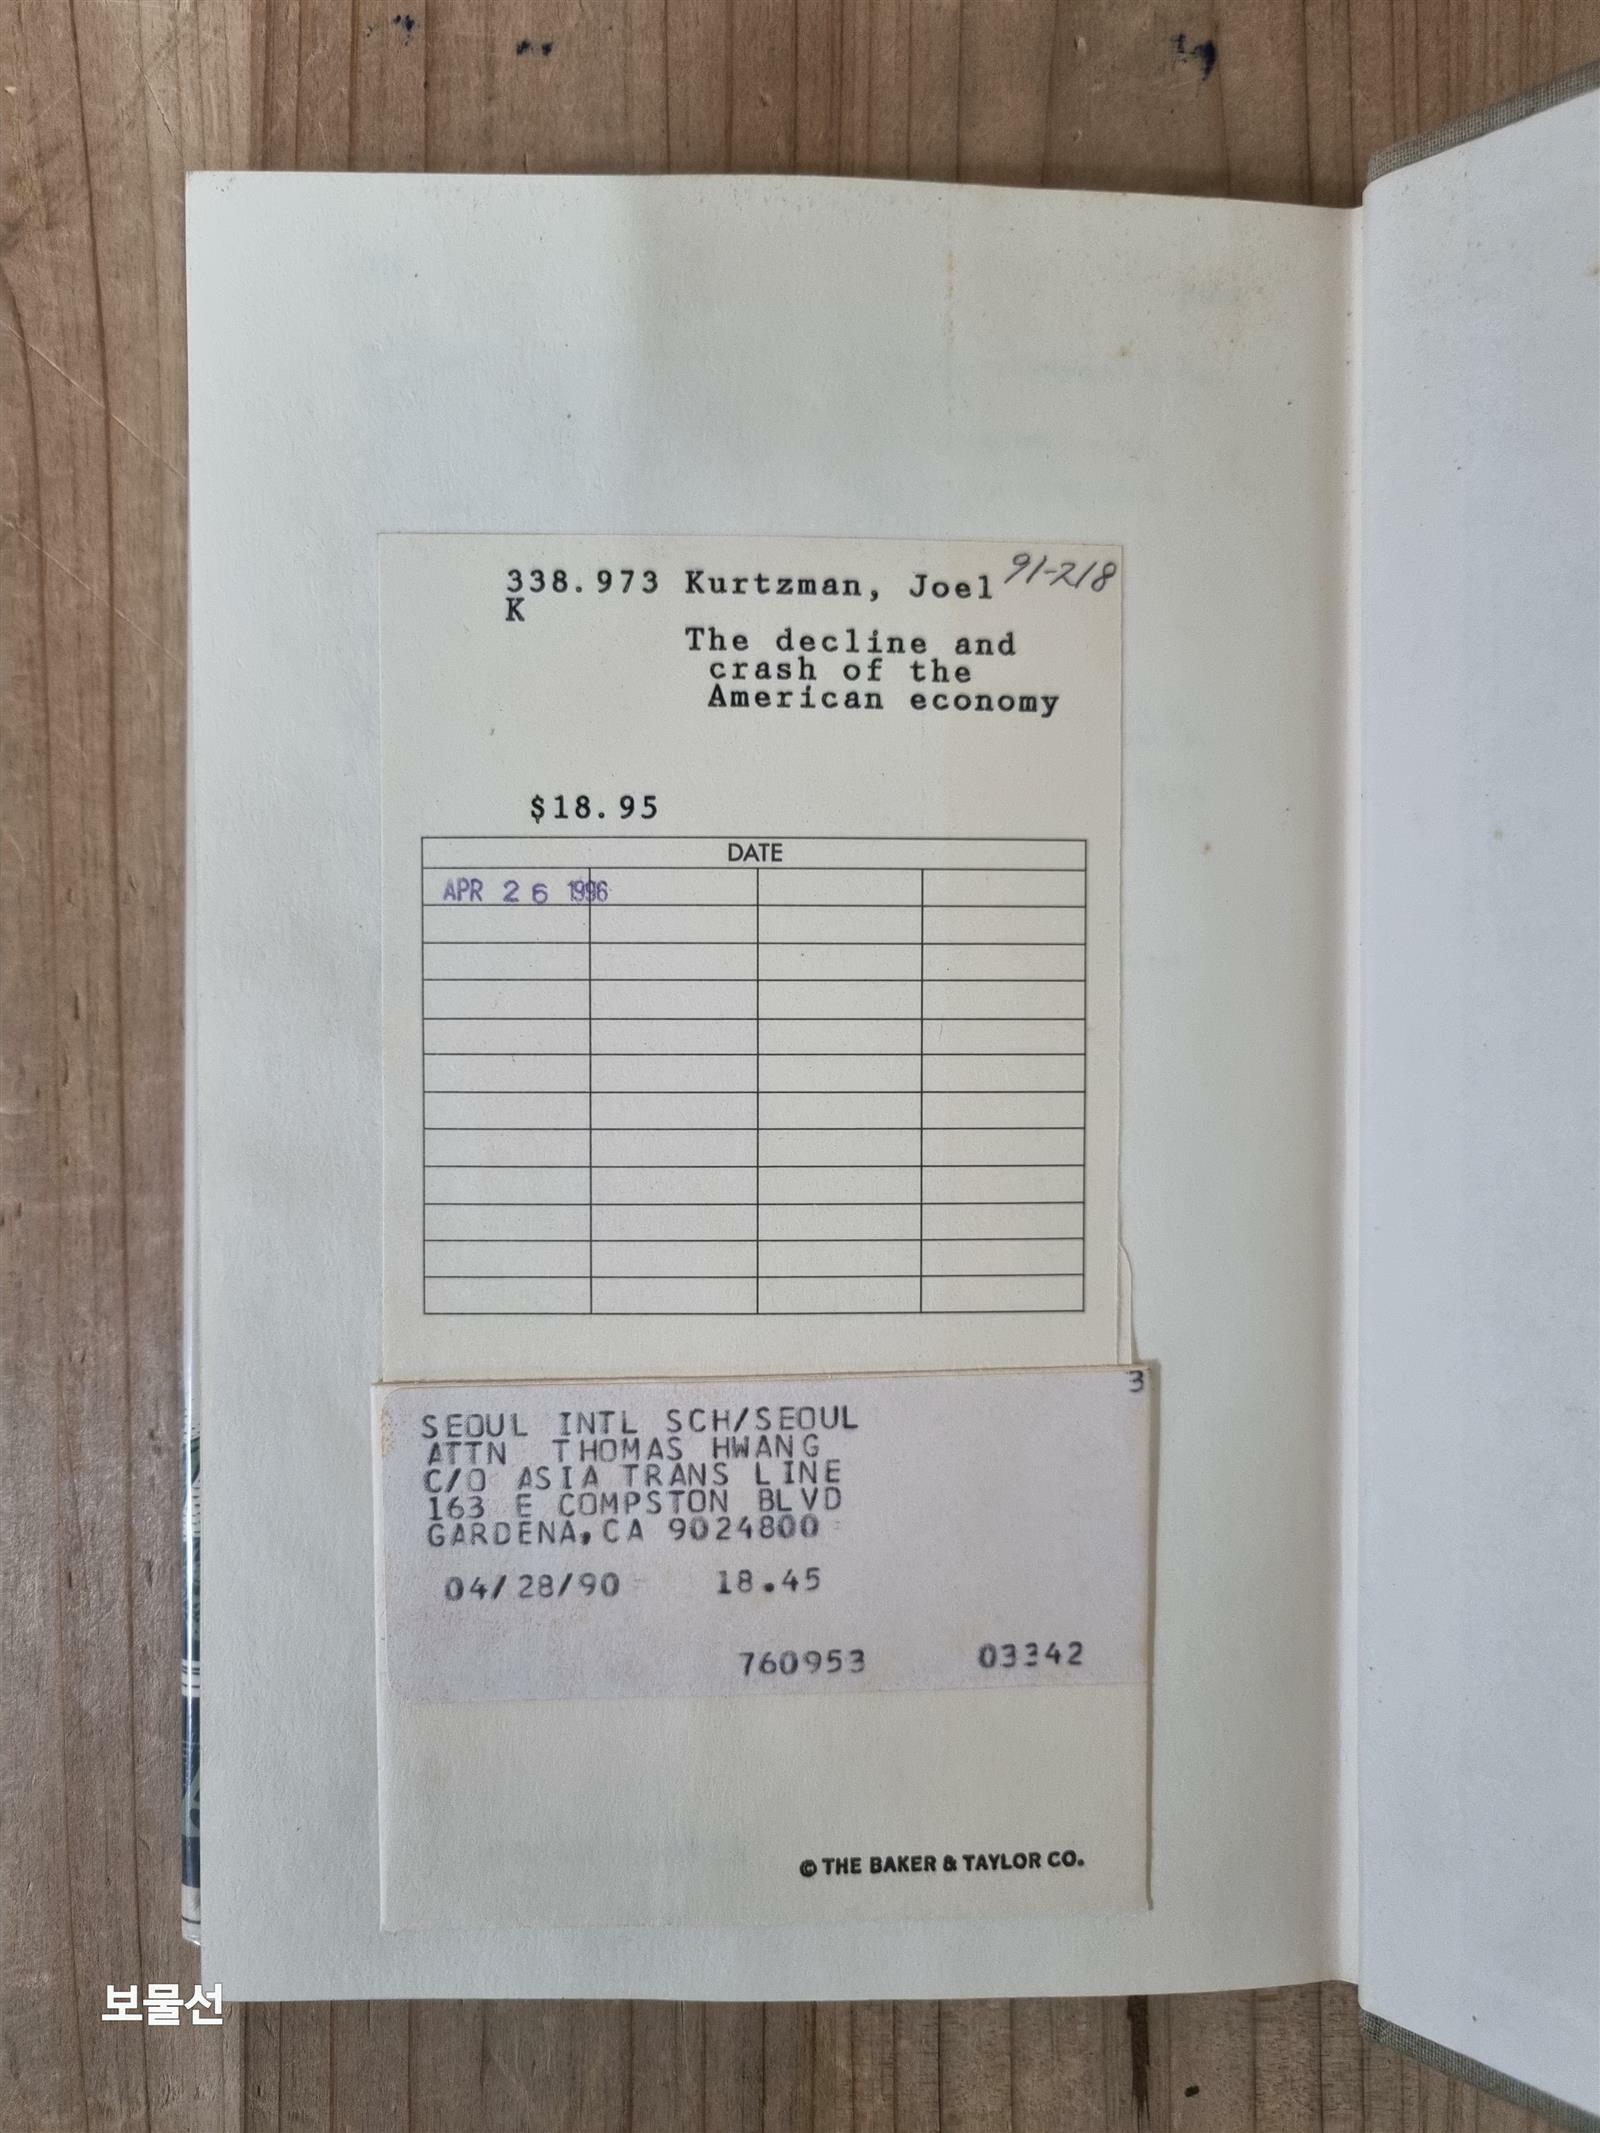 338.973 Kurtzman, Joel 91-218
K
The decline and
crash of the
American economy
$18.95
DATE
APR 26 1996
3
SEOUL INTL SCH/SEOUL
ATTN THOMAS HWANG
C/O ASIA TRANS LINE
163 E COMPSTON BLVD
GARDENA, CA 9024800
04/28/90 18.45
760953 03342
© THE BAKER & TAYLOR CO.
보물선